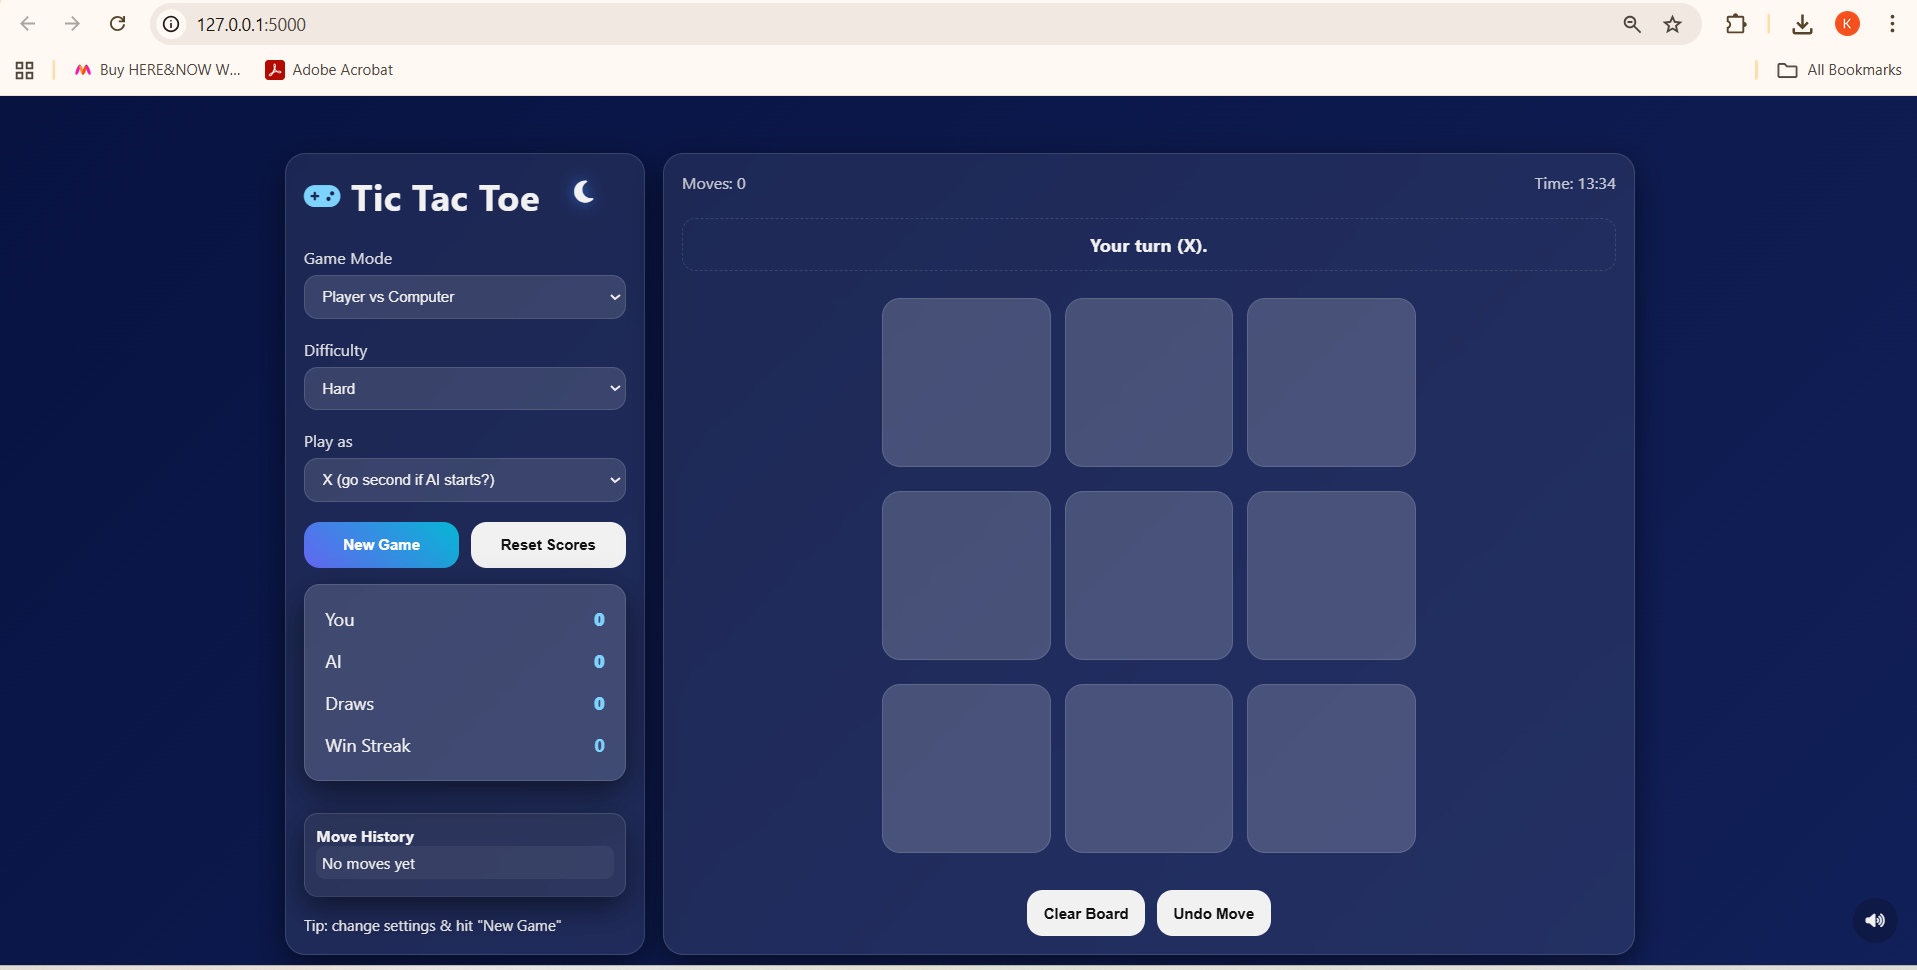 127.0.0.1:5000
K
Buy HERE&NOW W...
Adobe Acrobat
All Bookmarks
Tic Tac Toe
Game Mode
Player vs Computer
Difficulty
Hard
Play as
X (go second if AI starts?)
New Game
Reset Scores
You 0
AI 0
Draws 0
Win Streak 0
Move History
No moves yet
Tip: change settings & hit "New Game"
Moves: 0
Time: 13:34
Your turn (X).
Clear Board
Undo Move